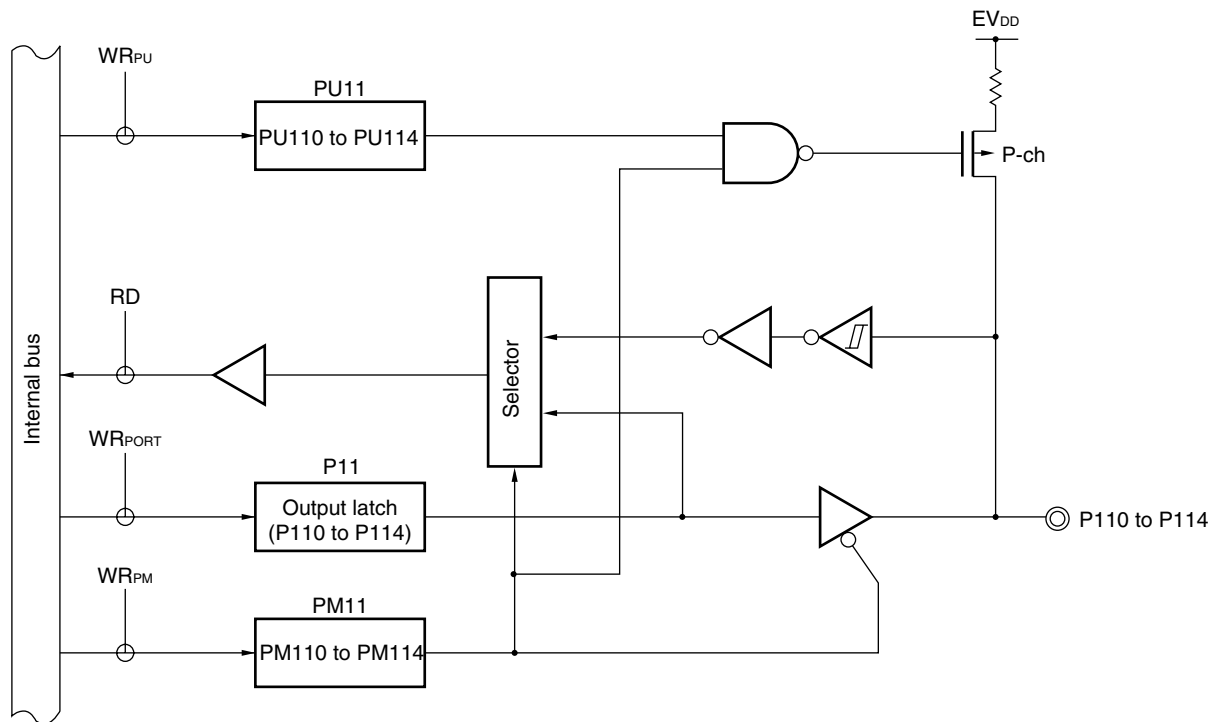 EVDD
WRPU
PU11
PU110 to PU114
P-ch
RD
Selector
Internal bus
WRPORT
P11
Output latch
(P110 to P114)
P110 to P114
WRPM
PM11
PM110 to PM114